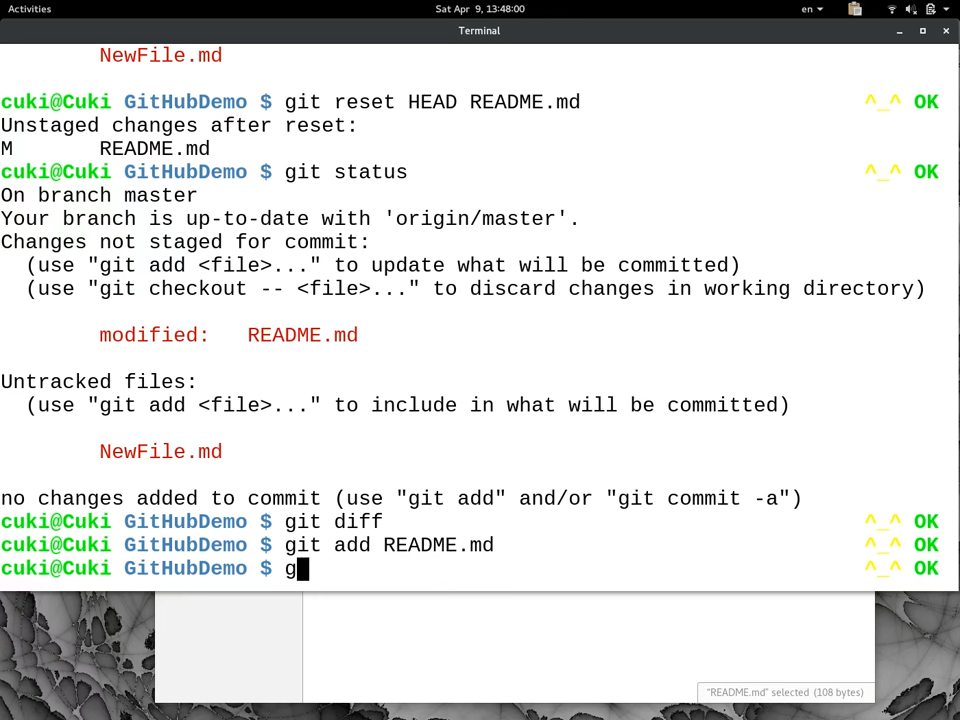 Activities
Sat Apr 9, 13:48:00
en
Terminal
NewFile.md
cuki@Cuki GitHubDemo $ git reset HEAD README.md ^_^ OK
Unstaged changes after reset:
M README.md
cuki@Cuki GitHubDemo $ git status ^_^ OK
On branch master
Your branch is up-to-date with 'origin/master'.
Changes not staged for commit:
(use "git add <file>..." to update what will be committed)
(use "git checkout -- <file>..." to discard changes in working directory)
modified: README.md
Untracked files:
(use "git add <file>..." to include in what will be committed)
NewFile.md
no changes added to commit (use "git add" and/or "git commit -a")
cuki@Cuki GitHubDemo $ git diff ^_^ OK
cuki@Cuki GitHubDemo $ git add README.md ^_^ OK
cuki@Cuki GitHubDemo $ g ^_^ OK
"README.md" selected (108 bytes)